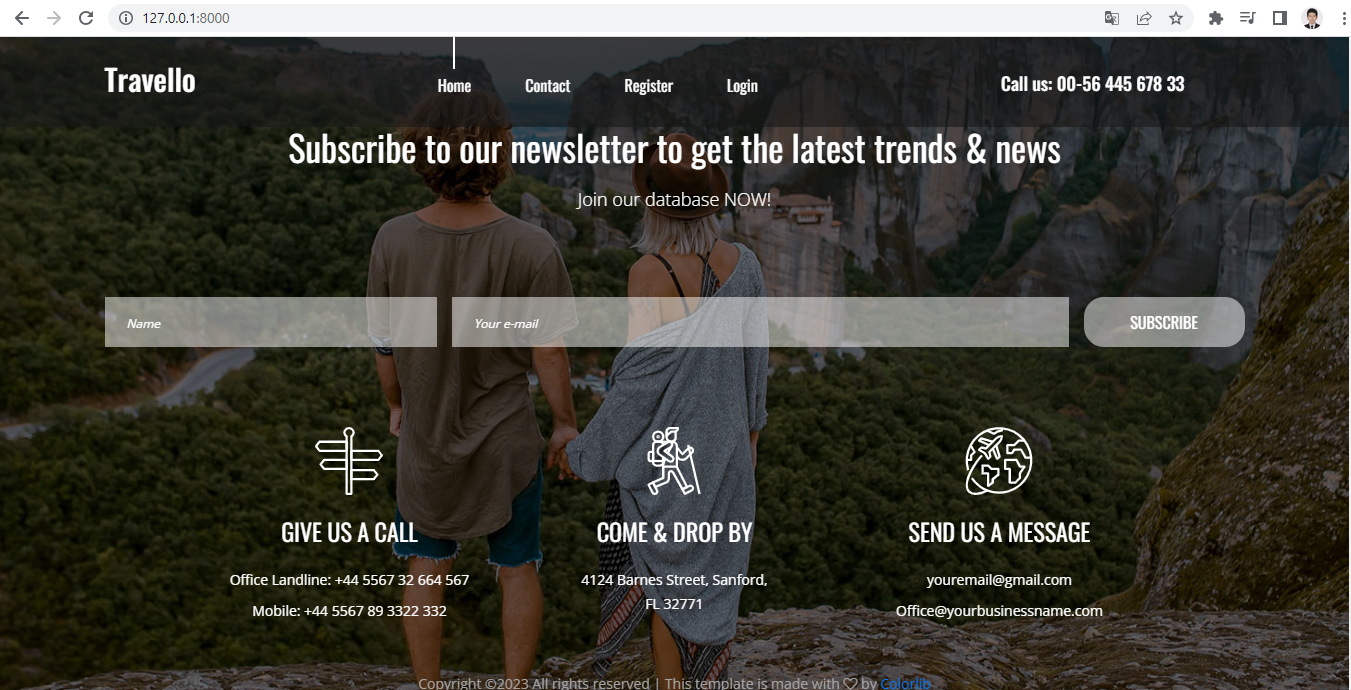 127.0.0.1:8000
Travello
Home Contact Register Login
Call us: 00-56 445 678 33
Subscribe to our newsletter to get the latest trends & news
Join our database NOW!
Name
Your e-mail
SUBSCRIBE
GIVE US A CALL
Office Landline: +44 5567 32 664 567
Mobile: +44 5567 89 3322 332
COME & DROP BY
4124 Barnes Street, Sanford,
FL 32771
SEND US A MESSAGE
youremail@gmail.com
Office@yourbusinessname.com
Copyright ©2023 All rights reserved | This template is made with ♡ by Colorlib